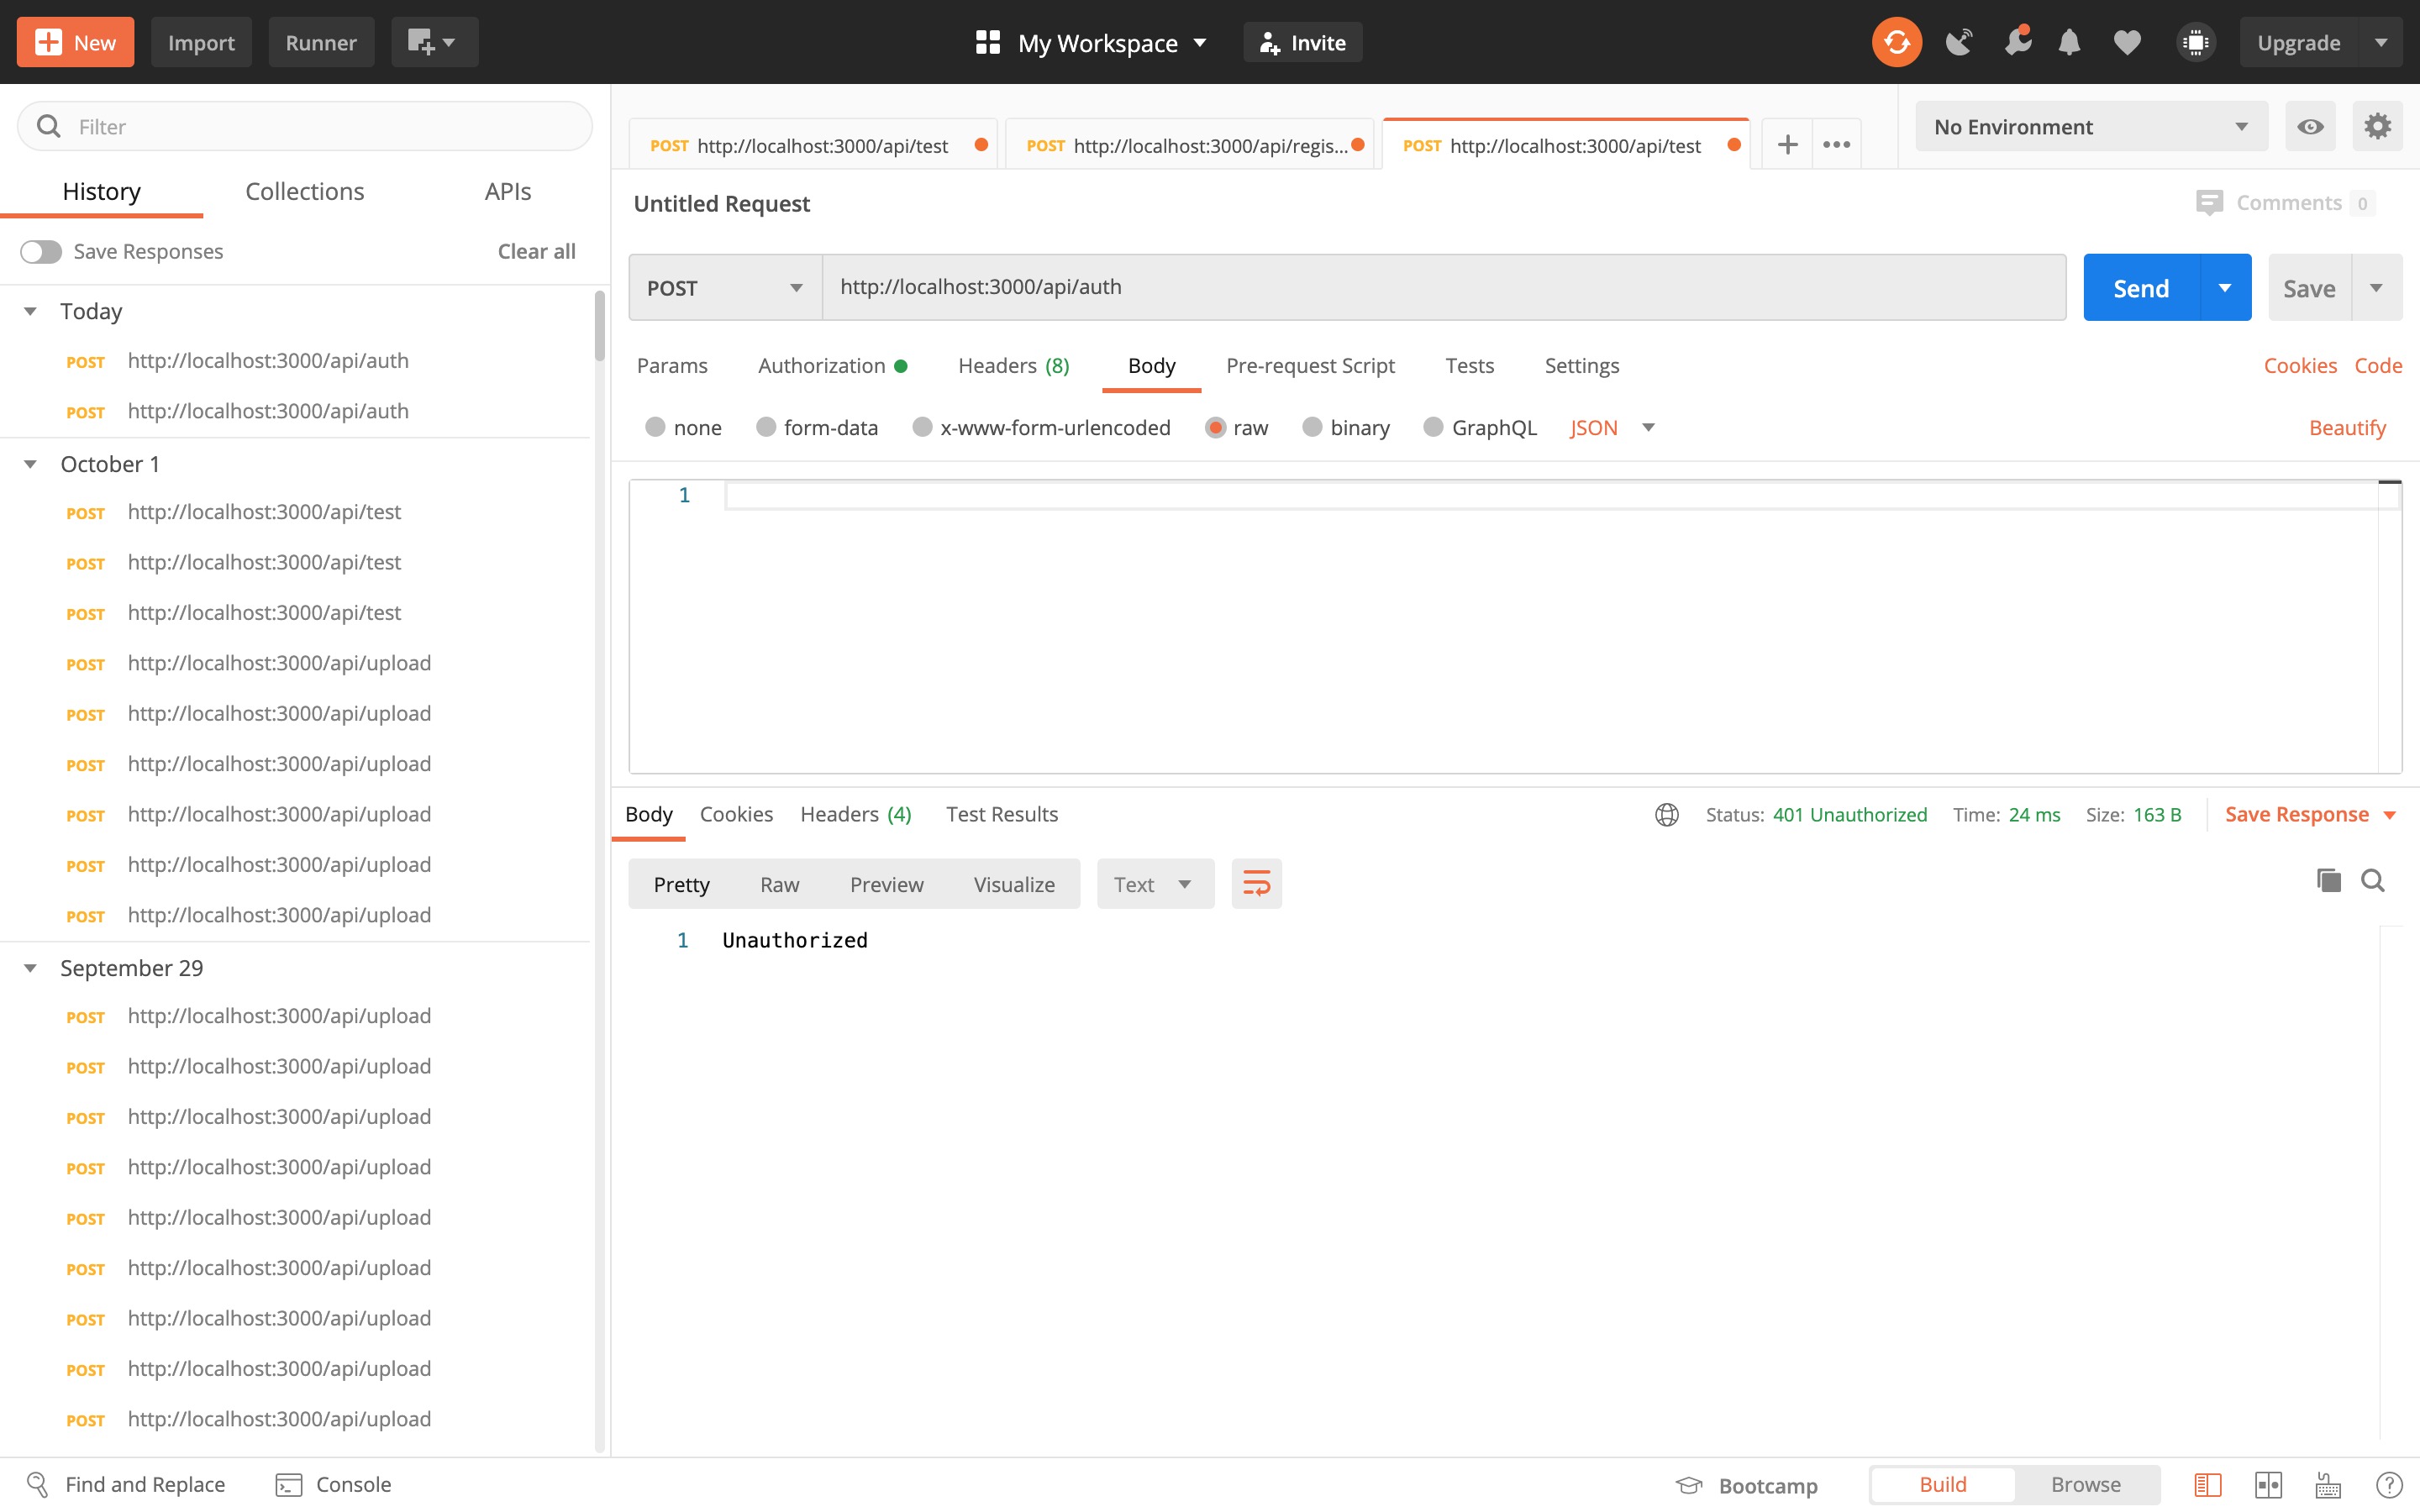 New Import Runner My Workspace Invite Upgrade
Filter
History Collections APIs
Save Responses Clear all
Today
POST http://localhost:3000/api/auth
POST http://localhost:3000/api/auth
October 1
POST http://localhost:3000/api/test
POST http://localhost:3000/api/test
POST http://localhost:3000/api/test
POST http://localhost:3000/api/upload
POST http://localhost:3000/api/upload
POST http://localhost:3000/api/upload
POST http://localhost:3000/api/upload
POST http://localhost:3000/api/upload
POST http://localhost:3000/api/upload
September 29
POST http://localhost:3000/api/upload
POST http://localhost:3000/api/upload
POST http://localhost:3000/api/upload
POST http://localhost:3000/api/upload
POST http://localhost:3000/api/upload
POST http://localhost:3000/api/upload
POST http://localhost:3000/api/upload
POST http://localhost:3000/api/upload
POST http://localhost:3000/api/upload
POST http://localhost:3000/api/test POST http://localhost:3000/api/regis... POST http://localhost:3000/api/test
No Environment
Untitled Request Comments 0
POST http://localhost:3000/api/auth Send Save
Params Authorization Headers (8) Body Pre-request Script Tests Settings Cookies Code
none form-data x-www-form-urlencoded raw binary GraphQL JSON Beautify
1
Body Cookies Headers (4) Test Results Status: 401 Unauthorized Time: 24 ms Size: 163 B Save Response
Pretty Raw Preview Visualize Text
1 Unauthorized
Find and Replace Console Bootcamp Build Browse